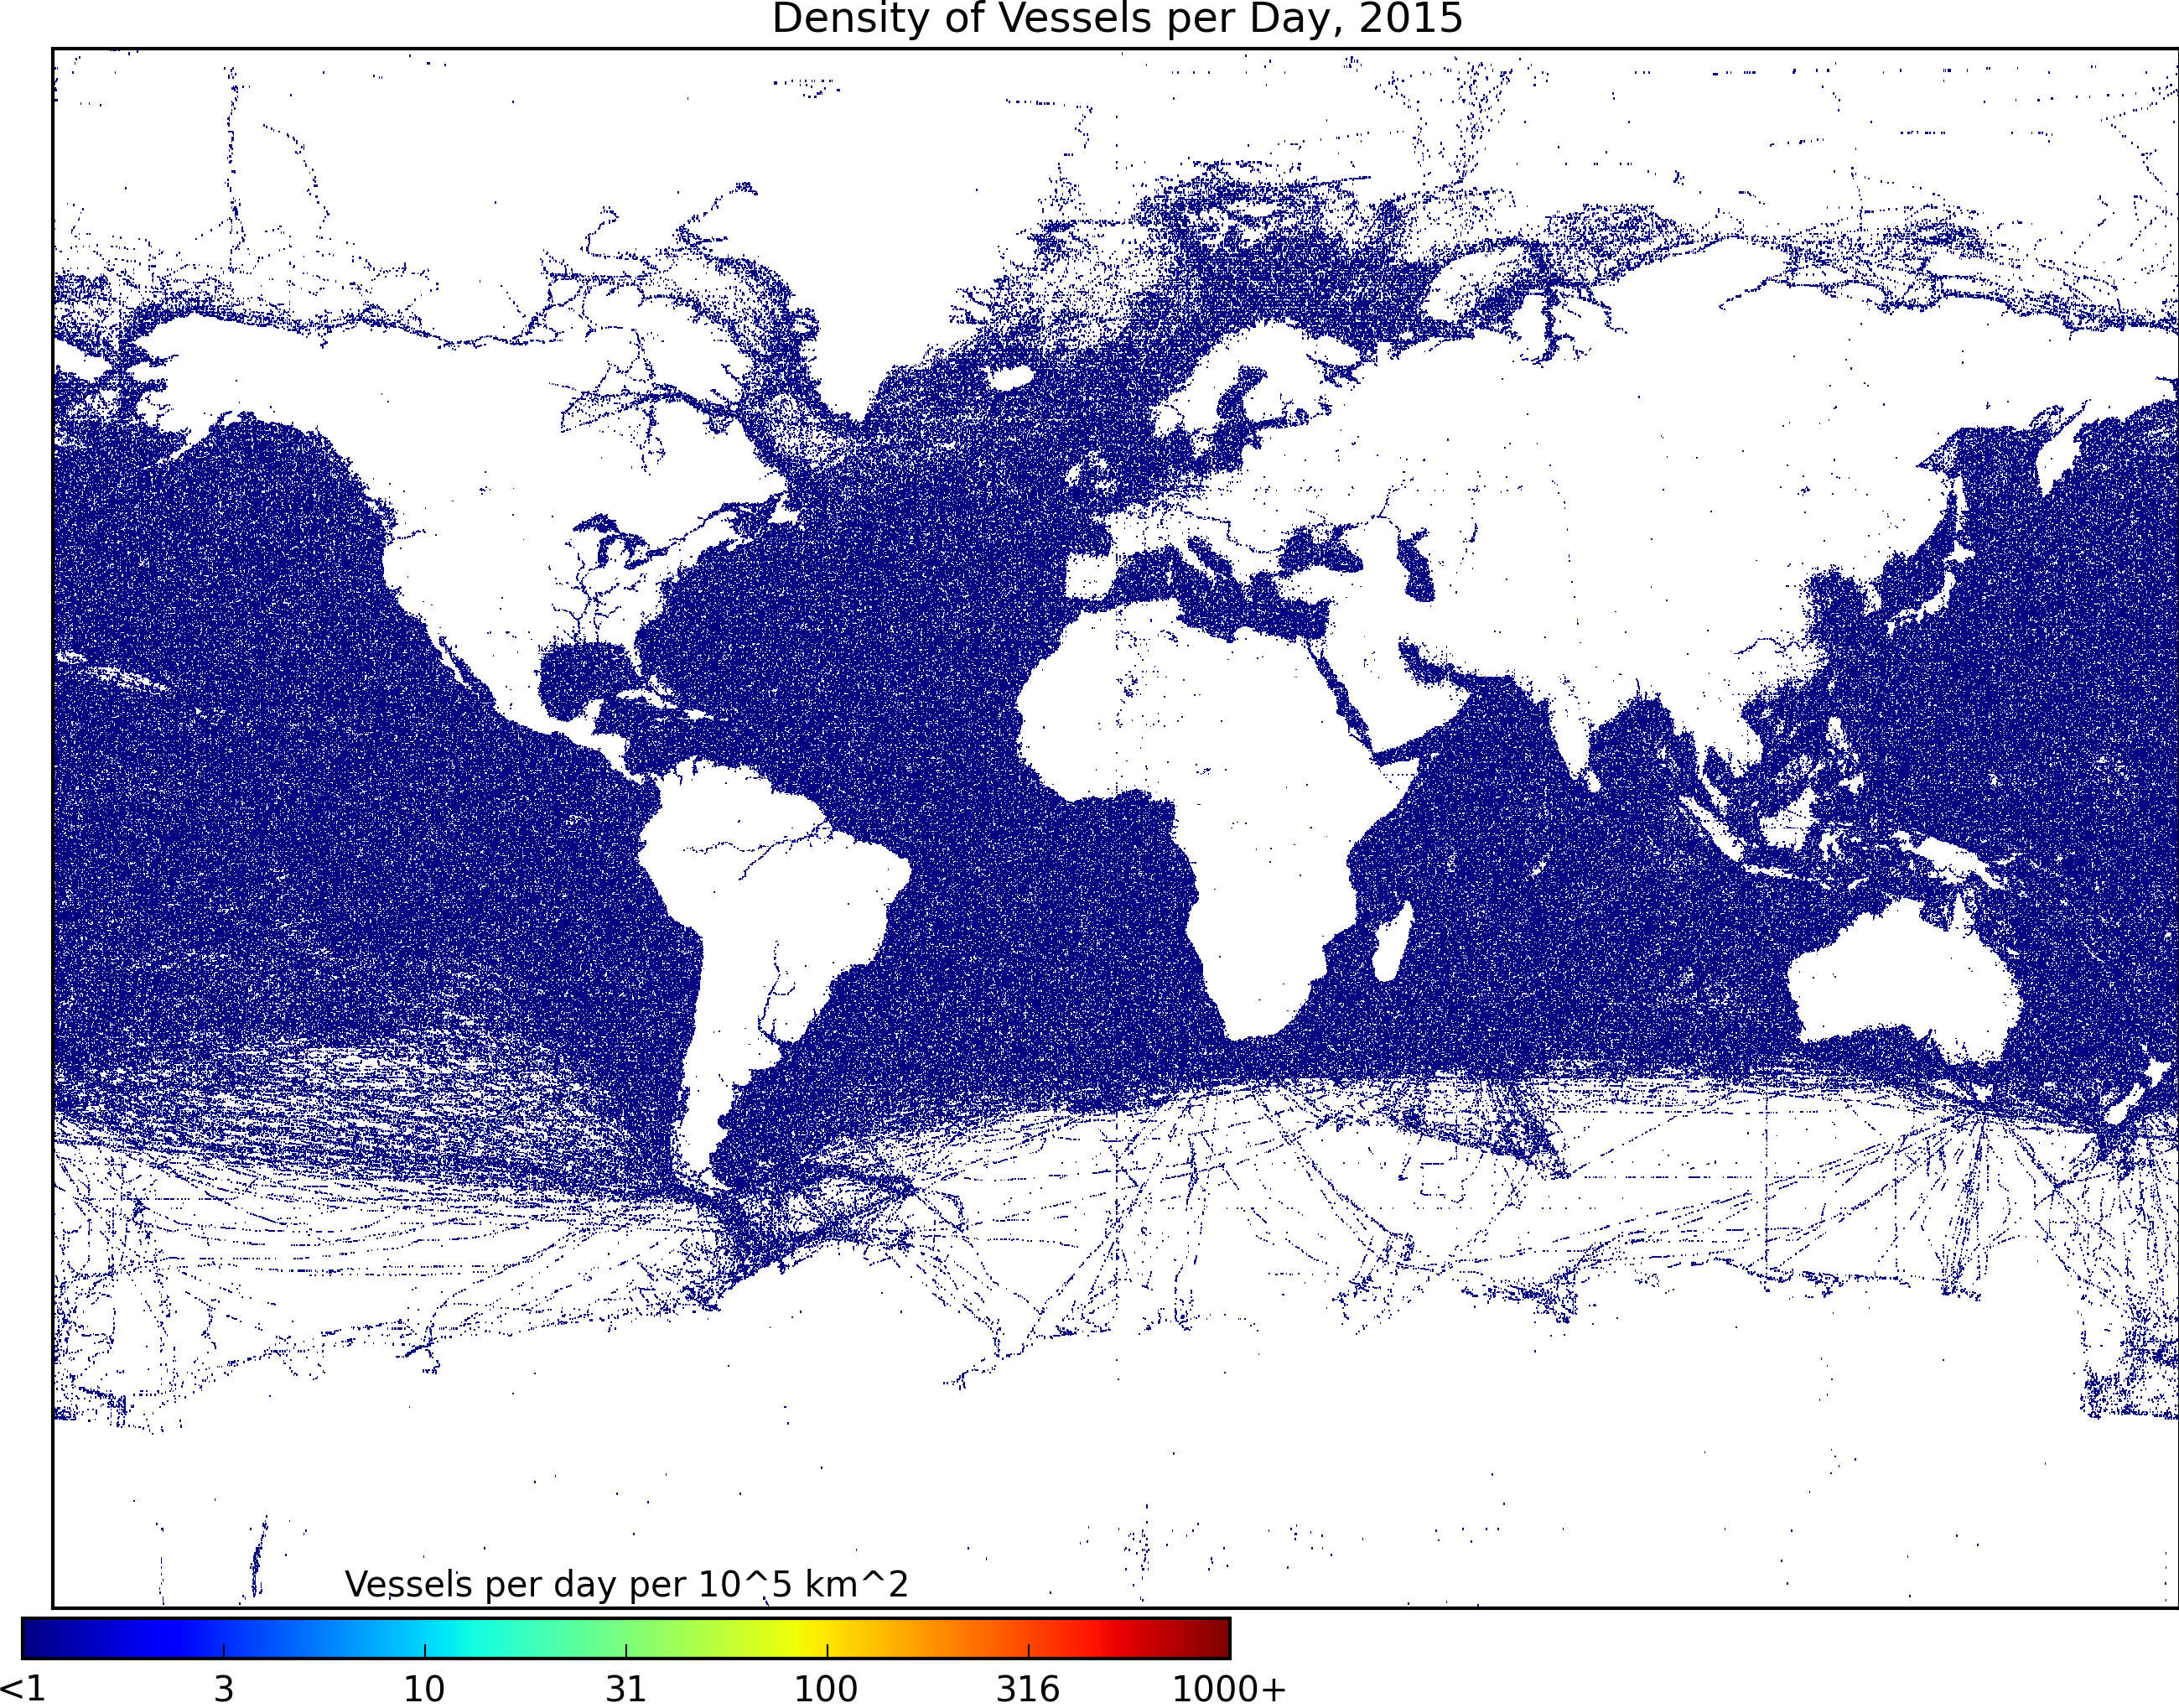 Density of Vessels per Day, 2015
Vessels per day per 10^5 km^2
<1 3 10 31 100 316 1000+